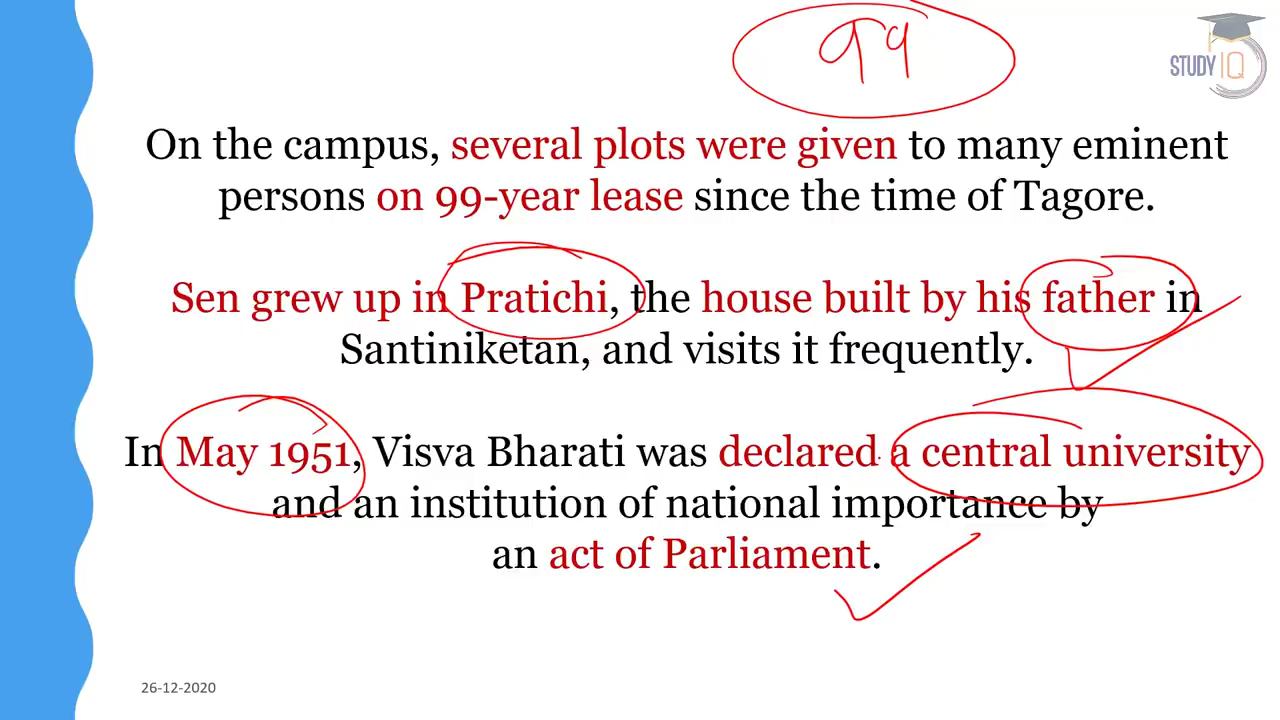 99
STUDY IQ
On the campus, several plots were given to many eminent
persons on 99-year lease since the time of Tagore.
Sen grew up in Pratichi, the house built by his father in
Santiniketan, and visits it frequently.
In May 1951, Visva Bharati was declared a central university
and an institution of national importance by
an act of Parliament.
26-12-2020